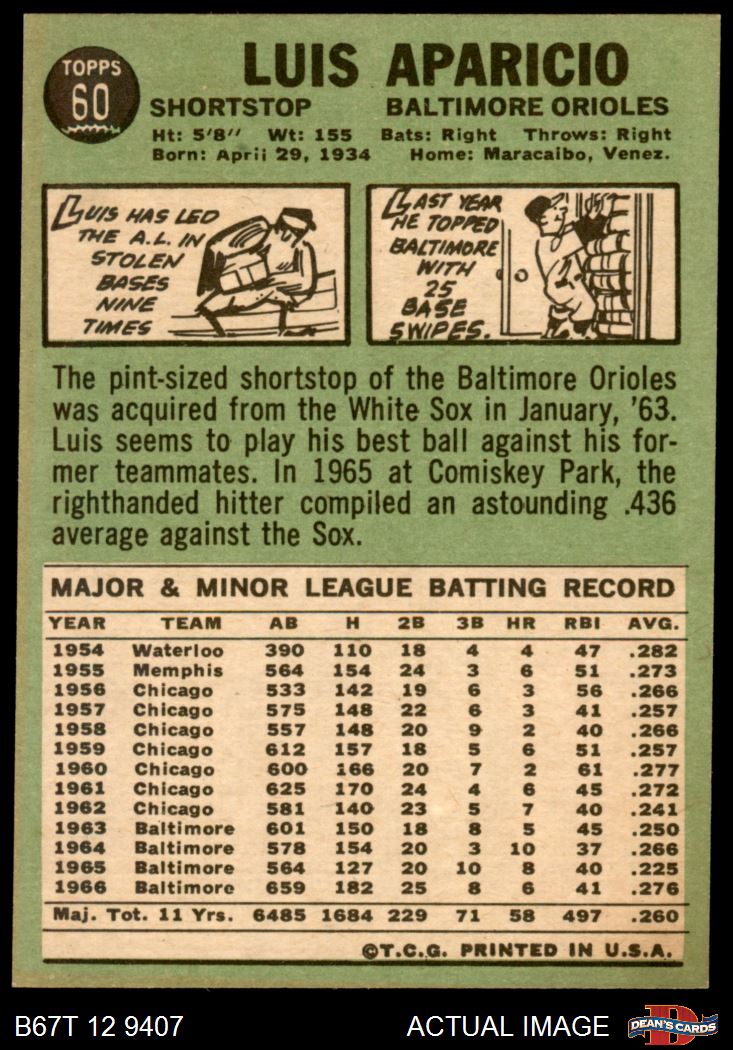 TOPPS
60
LUIS APARICIO
SHORTSTOP BALTIMORE ORIOLES
Ht: 5'8" Wt: 155 Bats: Right Throws: Right
Born: April 29, 1934 Home: Maracaibo, Venez.
LUIS HAS LED
THE A.L. IN
STOLEN
BASES
NINE
TIMES
LAST YEAR
HE TOPPED
BALTIMORE
WITH
25
BASE
SWIPES.
The pint-sized shortstop of the Baltimore Orioles
was acquired from the White Sox in January, '63.
Luis seems to play his best ball against his for-
mer teammates. In 1965 at Comiskey Park, the
righthanded hitter compiled an astounding .436
average against the Sox.
MAJOR & MINOR LEAGUE BATTING RECORD
YEAR TEAM AB H 2B 3B HR RBI AVG.
1954 Waterloo 390 110 18 4 4 47 .282
1955 Memphis 564 154 24 3 6 51 .273
1956 Chicago 533 142 19 6 3 56 .266
1957 Chicago 575 148 22 6 3 41 .257
1958 Chicago 557 148 20 9 2 40 .266
1959 Chicago 612 157 18 5 6 51 .257
1960 Chicago 600 166 20 7 2 61 .277
1961 Chicago 625 170 24 4 6 45 .272
1962 Chicago 581 140 23 5 7 40 .241
1963 Baltimore 601 150 18 8 5 45 .250
1964 Baltimore 578 154 20 3 10 37 .266
1965 Baltimore 564 127 20 10 8 40 .225
1966 Baltimore 659 182 25 8 6 41 .276
Maj. Tot. 11 Yrs. 6485 1684 229 71 58 497 .260
©T.C.G. PRINTED IN U.S.A.
B67T 12 9407 ACTUAL IMAGE DEAN'S CARDS